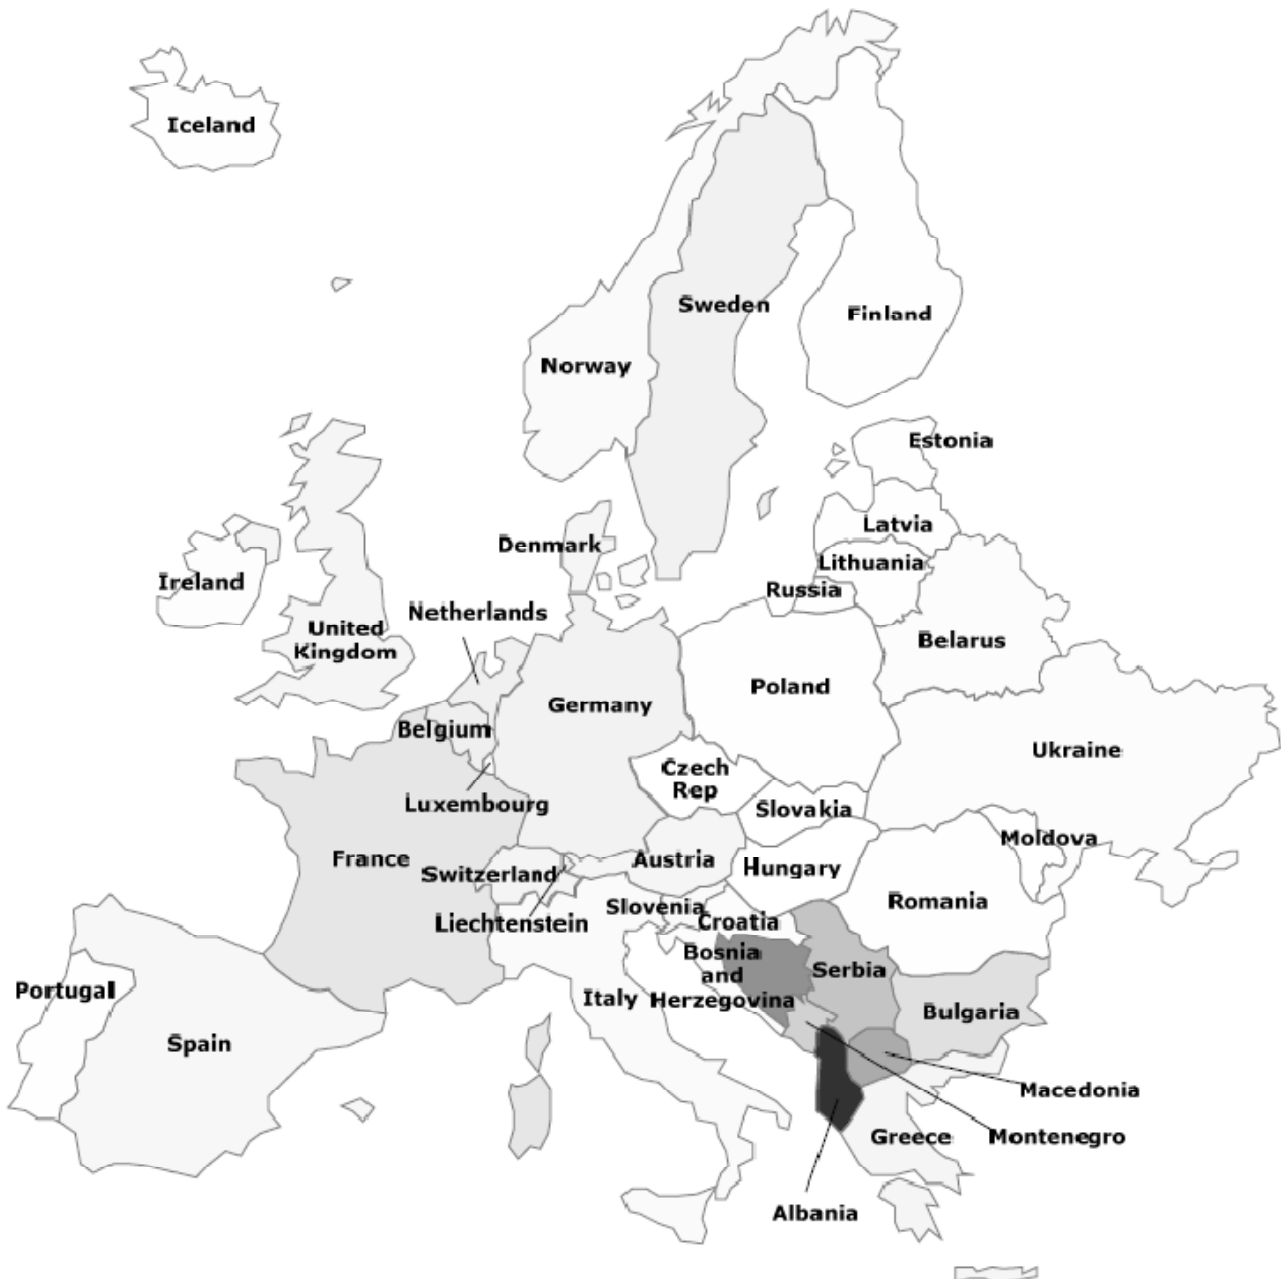 Iceland
Sweden
Finland
Norway
Estonia
Latvia
Denmark
Lithuania
Ireland
Russia
Netherlands
United
Kingdom
Belarus
Poland
Germany
Belgium
Ukraine
Czech
Rep
Luxembourg
Slovakia
Moldova
France
Switzerland
Austria
Hungary
Romania
Slovenia
Liechtenstein
Croatia
Bosnia
and
Herzegovina
Serbia
Portugal
Italy
Bulgaria
Spain
Macedonia
Greece
Montenegro
Albania